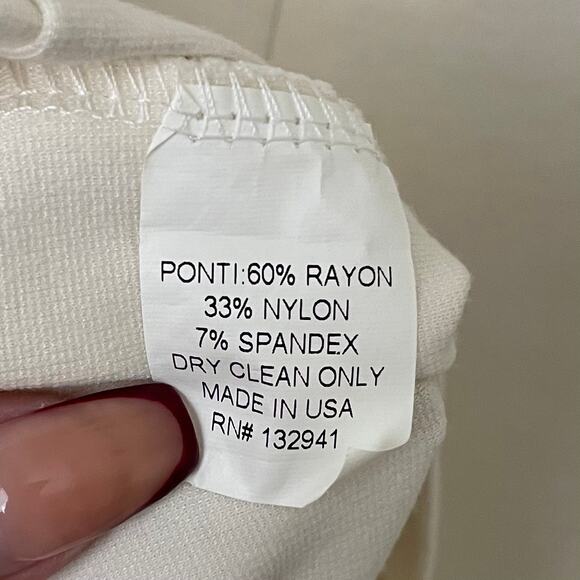 PONTI:60% RAYON
33% NYLON
7% SPANDEX
DRY CLEAN ONLY
MADE IN USA
RN# 132941